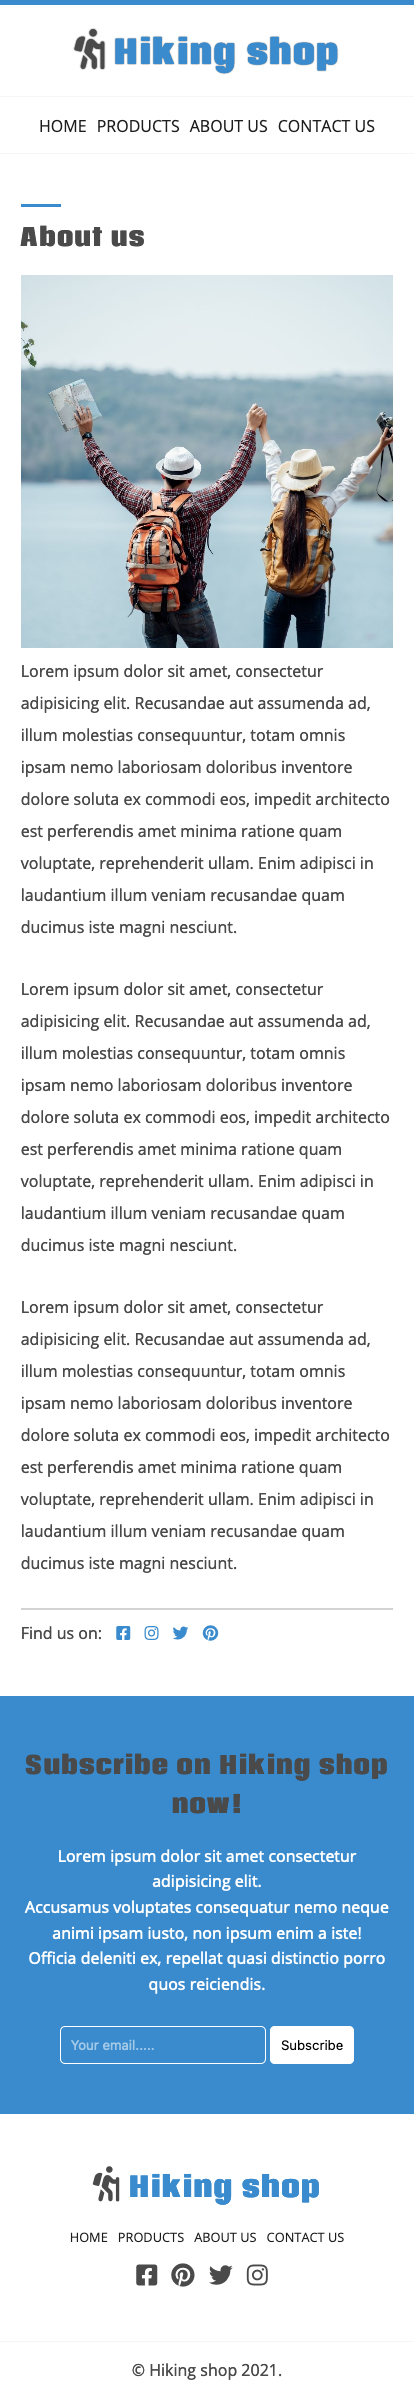 Hiking shop
HOME PRODUCTS ABOUT US CONTACT US
About us
Lorem ipsum dolor sit amet, consectetur
adipisicing elit. Recusandae aut assumenda ad,
illum molestias consequuntur, totam omnis
ipsam nemo laboriosam doloribus inventore
dolore soluta ex commodi eos, impedit architecto
est perferendis amet minima ratione quam
voluptate, reprehenderit ullam. Enim adipisci in
laudantium illum veniam recusandae quam
ducimus iste magni nesciunt.
Lorem ipsum dolor sit amet, consectetur
adipisicing elit. Recusandae aut assumenda ad,
illum molestias consequuntur, totam omnis
ipsam nemo laboriosam doloribus inventore
dolore soluta ex commodi eos, impedit architecto
est perferendis amet minima ratione quam
voluptate, reprehenderit ullam. Enim adipisci in
laudantium illum veniam recusandae quam
ducimus iste magni nesciunt.
Lorem ipsum dolor sit amet, consectetur
adipisicing elit. Recusandae aut assumenda ad,
illum molestias consequuntur, totam omnis
ipsam nemo laboriosam doloribus inventore
dolore soluta ex commodi eos, impedit architecto
est perferendis amet minima ratione quam
voluptate, reprehenderit ullam. Enim adipisci in
laudantium illum veniam recusandae quam
ducimus iste magni nesciunt.
Find us on:
Subscribe on Hiking shop
now!
Lorem ipsum dolor sit amet consectetur
adipisicing elit.
Accusamus voluptates consequatur nemo neque
animi ipsam iusto, non ipsum enim a iste!
Officia deleniti ex, repellat quasi distinctio porro
quos reiciendis.
Your email..... Subscribe
Hiking shop
HOME PRODUCTS ABOUT US CONTACT US
© Hiking shop 2021.